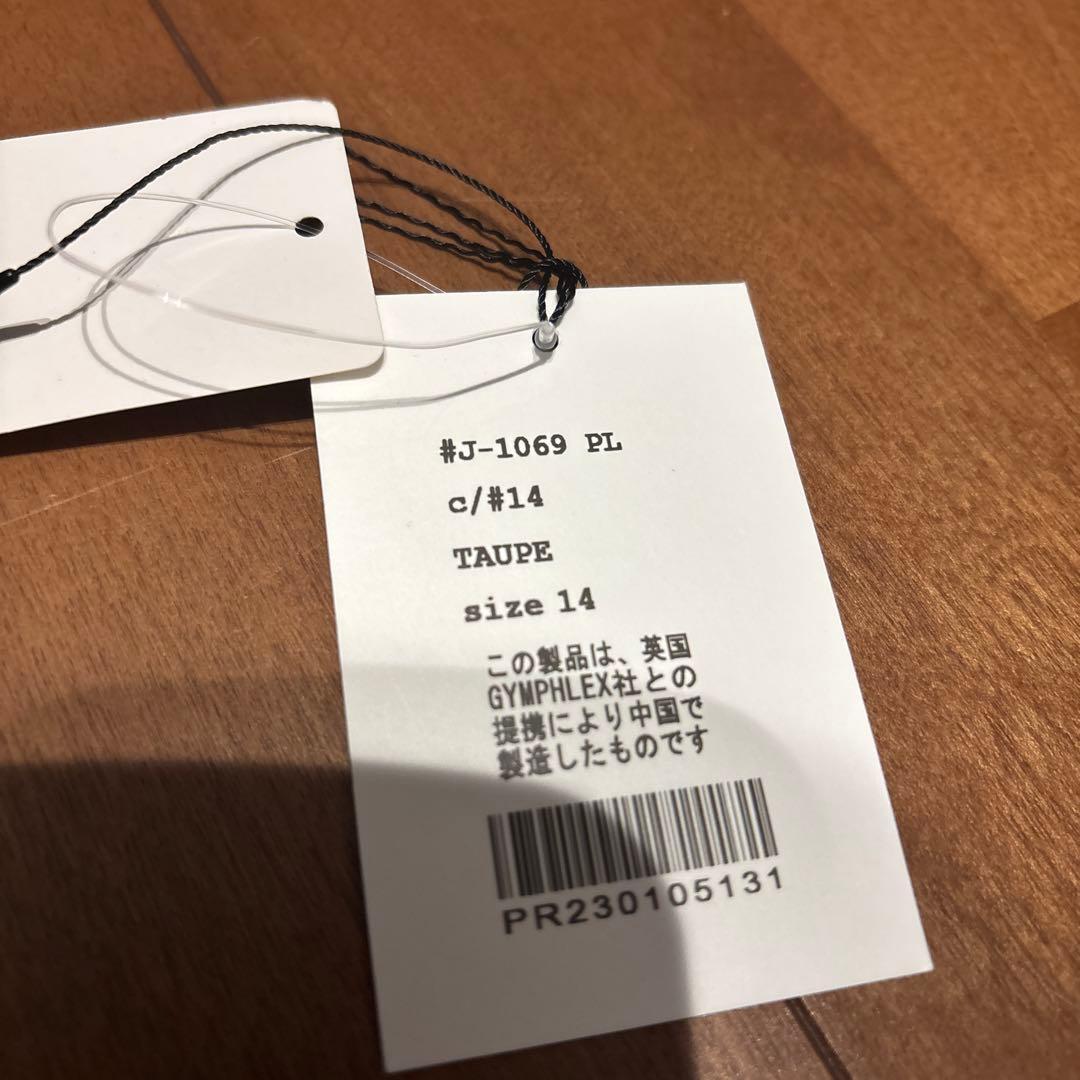 #J-1069 PL
c/#14
TAUPE
size 14
この製品は、英国
GYMPHLEX社との
提携により中国で
製造したものです
PR230105131